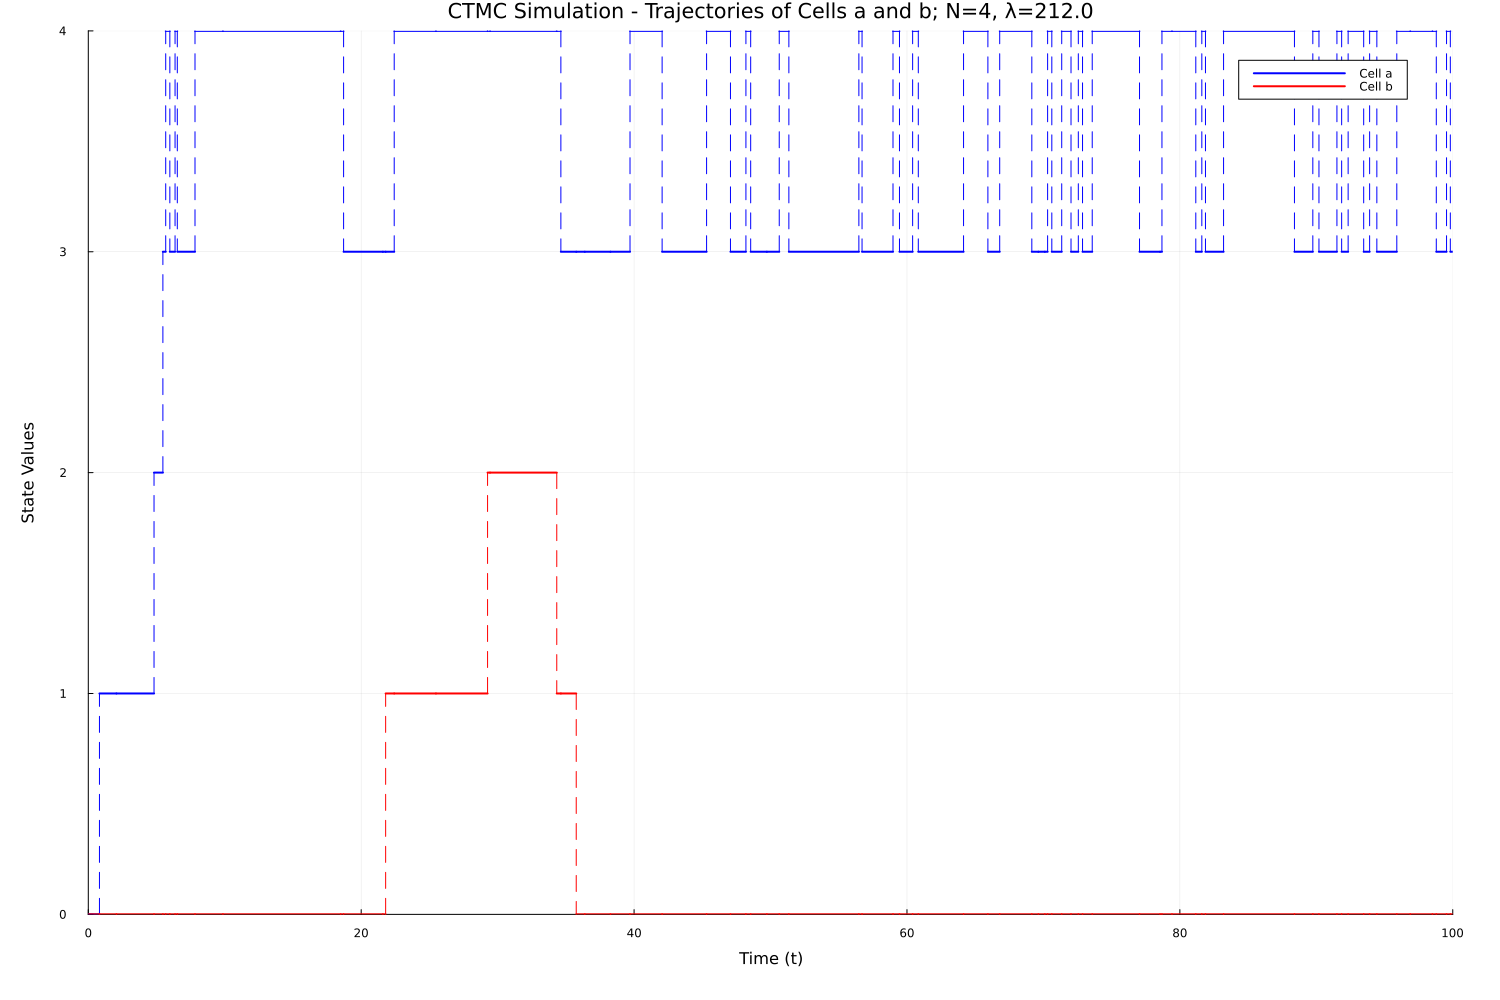 CTMC Simulation - Trajectories of Cells a and b; N=4, λ=212.0
4
Cell a
Cell b
3
State Values
2
1
0
0 20 40 60 80 100
Time (t)